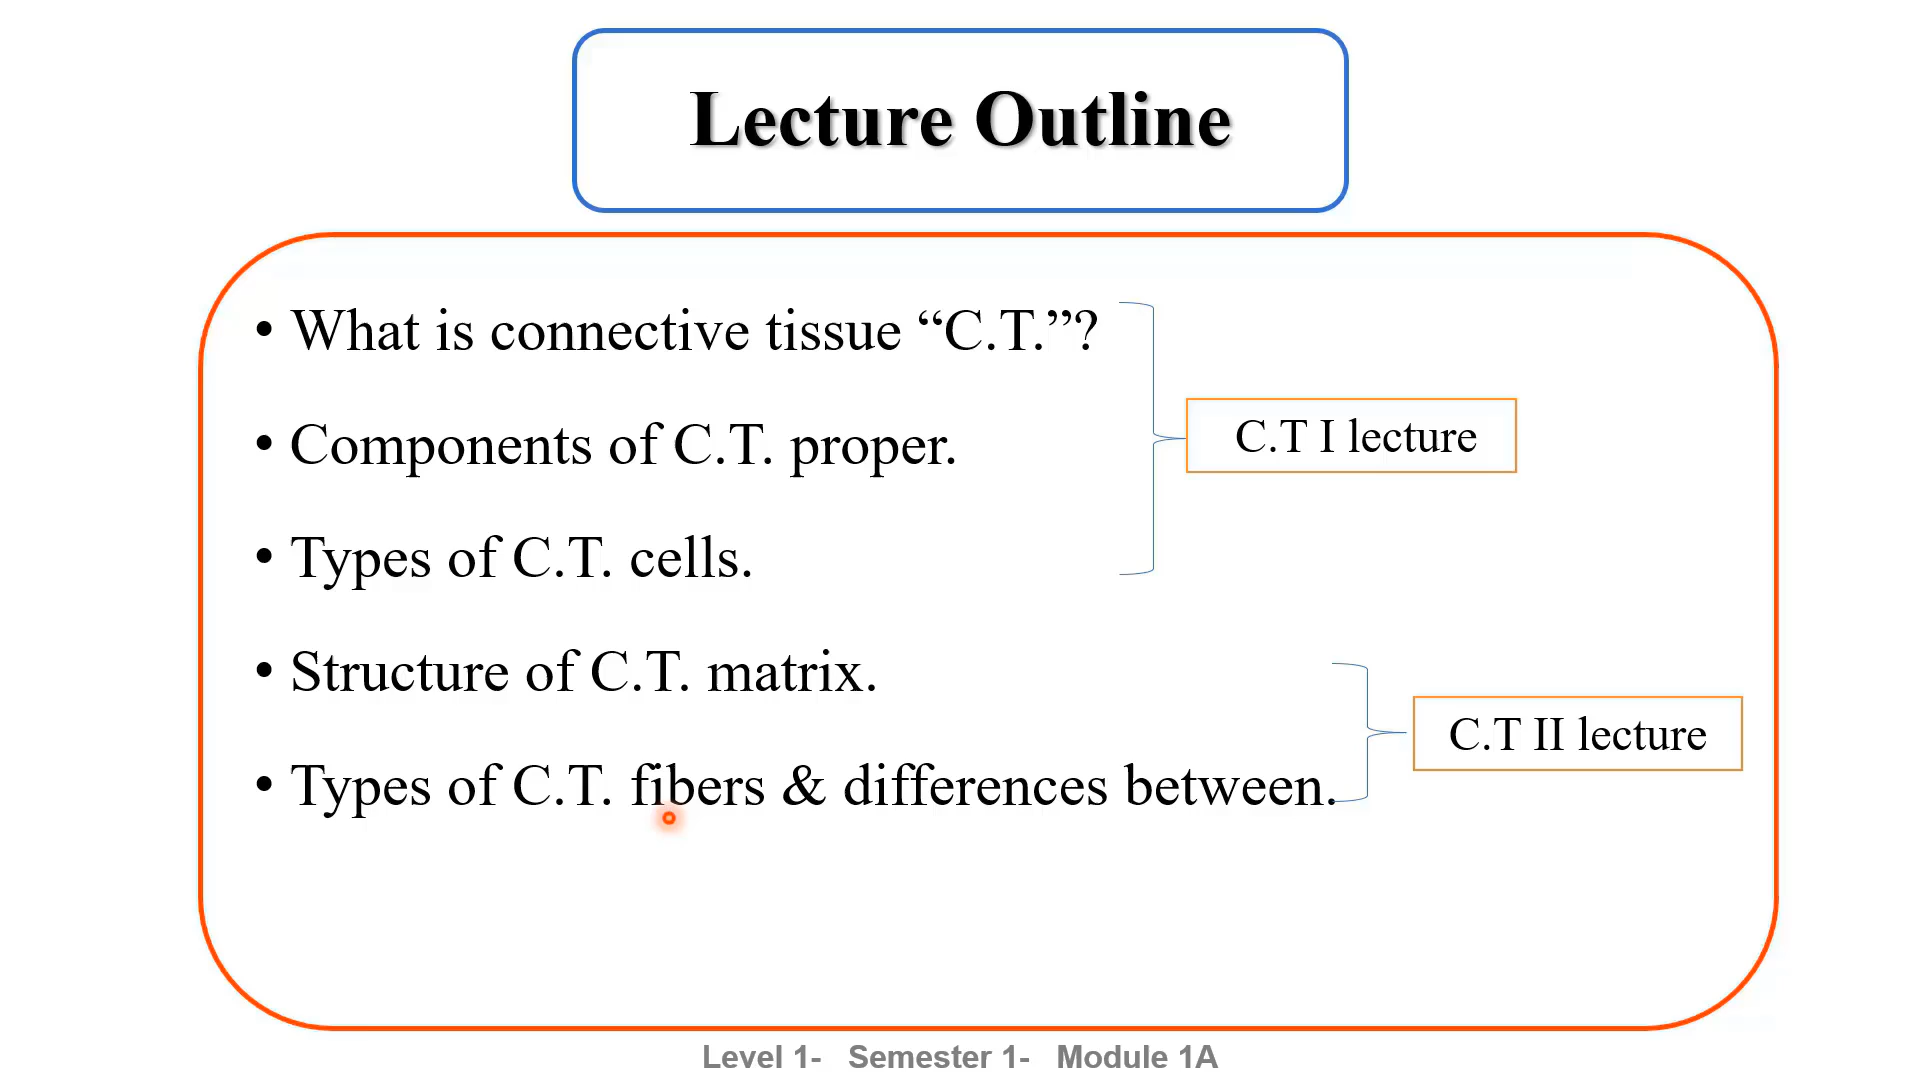 Lecture Outline
• What is connective tissue “C.T.”?
• Components of C.T. proper.
• Types of C.T. cells.
C.T I lecture
• Structure of C.T. matrix.
• Types of C.T. fibers & differences between.
C.T II lecture
Level 1-   Semester 1-   Module 1A